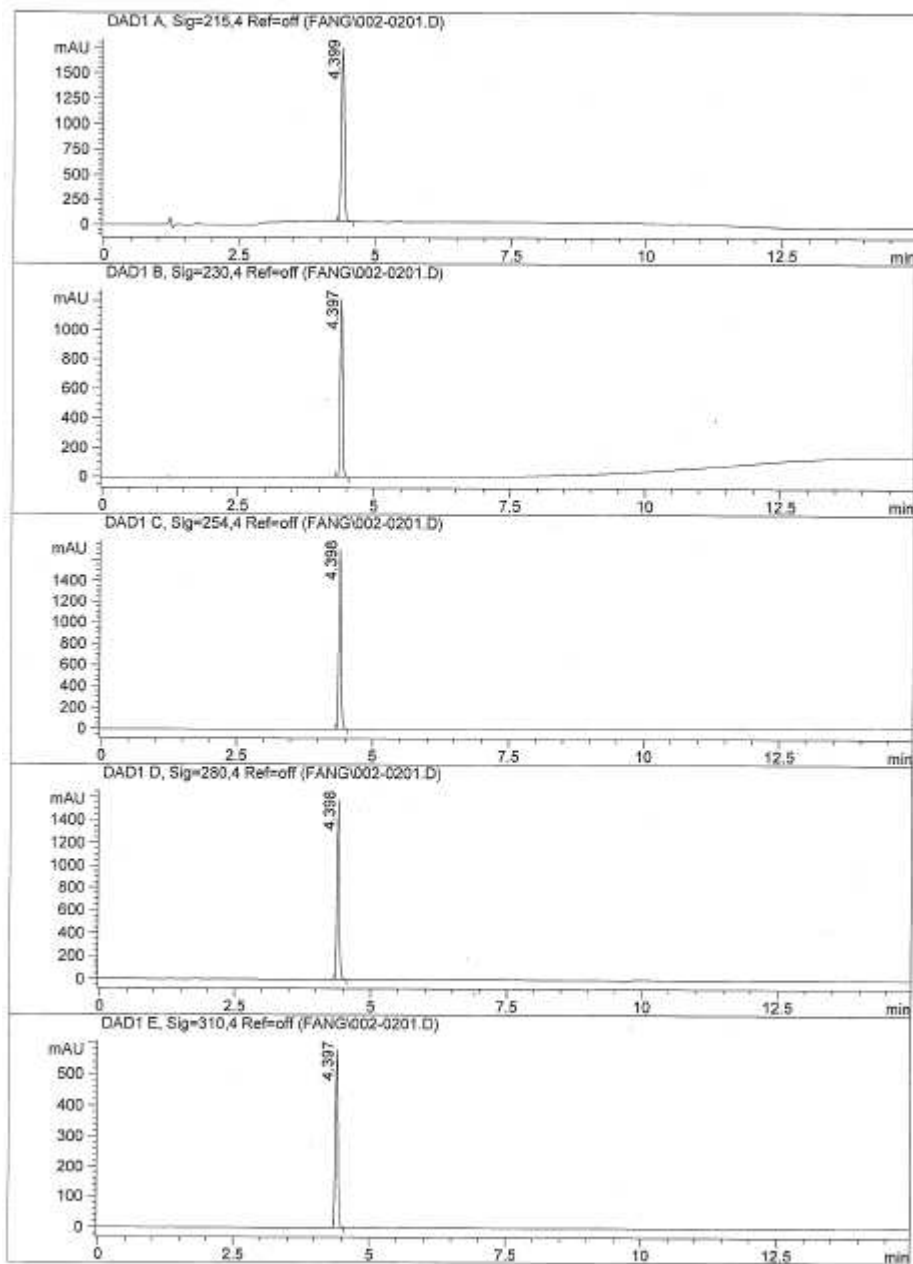 DAD1 A, Sig=215,4 Ref=off (FANG\002-0201.D)
mAU
4.399
1500
1250
1000
750
500
250
0
0 2.5 5 7.5 10 12.5 min
DAD1 B, Sig=230,4 Ref=off (FANG\002-0201.D)
mAU
4.397
1000
800
600
400
200
0
2.5 5 7.5 10 12.5 min
DAD1 C, Sig=254,4 Ref=off (FANG\002-0201.D)
mAU
4.398
1400
1200
1000
800
600
400
200
0
0 2.5 5 7.5 10 12.5 min
DAD1 D, Sig=280,4 Ref=off (FANG\002-0201.D)
mAU
4.398
1400
1200
1000
800
600
400
200
0
0 2.5 5 7.5 10 12.5 min
DAD1 E, Sig=310,4 Ref=off (FANG\002-0201.D)
mAU
4.397
500
400
300
200
100
0
0 2.5 5 7.5 10 12.5 min